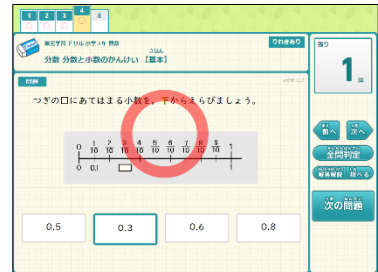 1 2 3 4 5
単元学習 ドリル 小学3年 算数
分数 分数と小数のかんけい 【基本】
りれきあり
残り
1
問
問題
つぎの□にあてはまる小数を、下からえらびましょう。
0 1/10 2/10 3/10 4/10 5/10 6/10 7/10 8/10 9/10 1
0 0.1 1
0.5 0.3 0.6 0.8
前へ 次へ
全問判定
次の問題